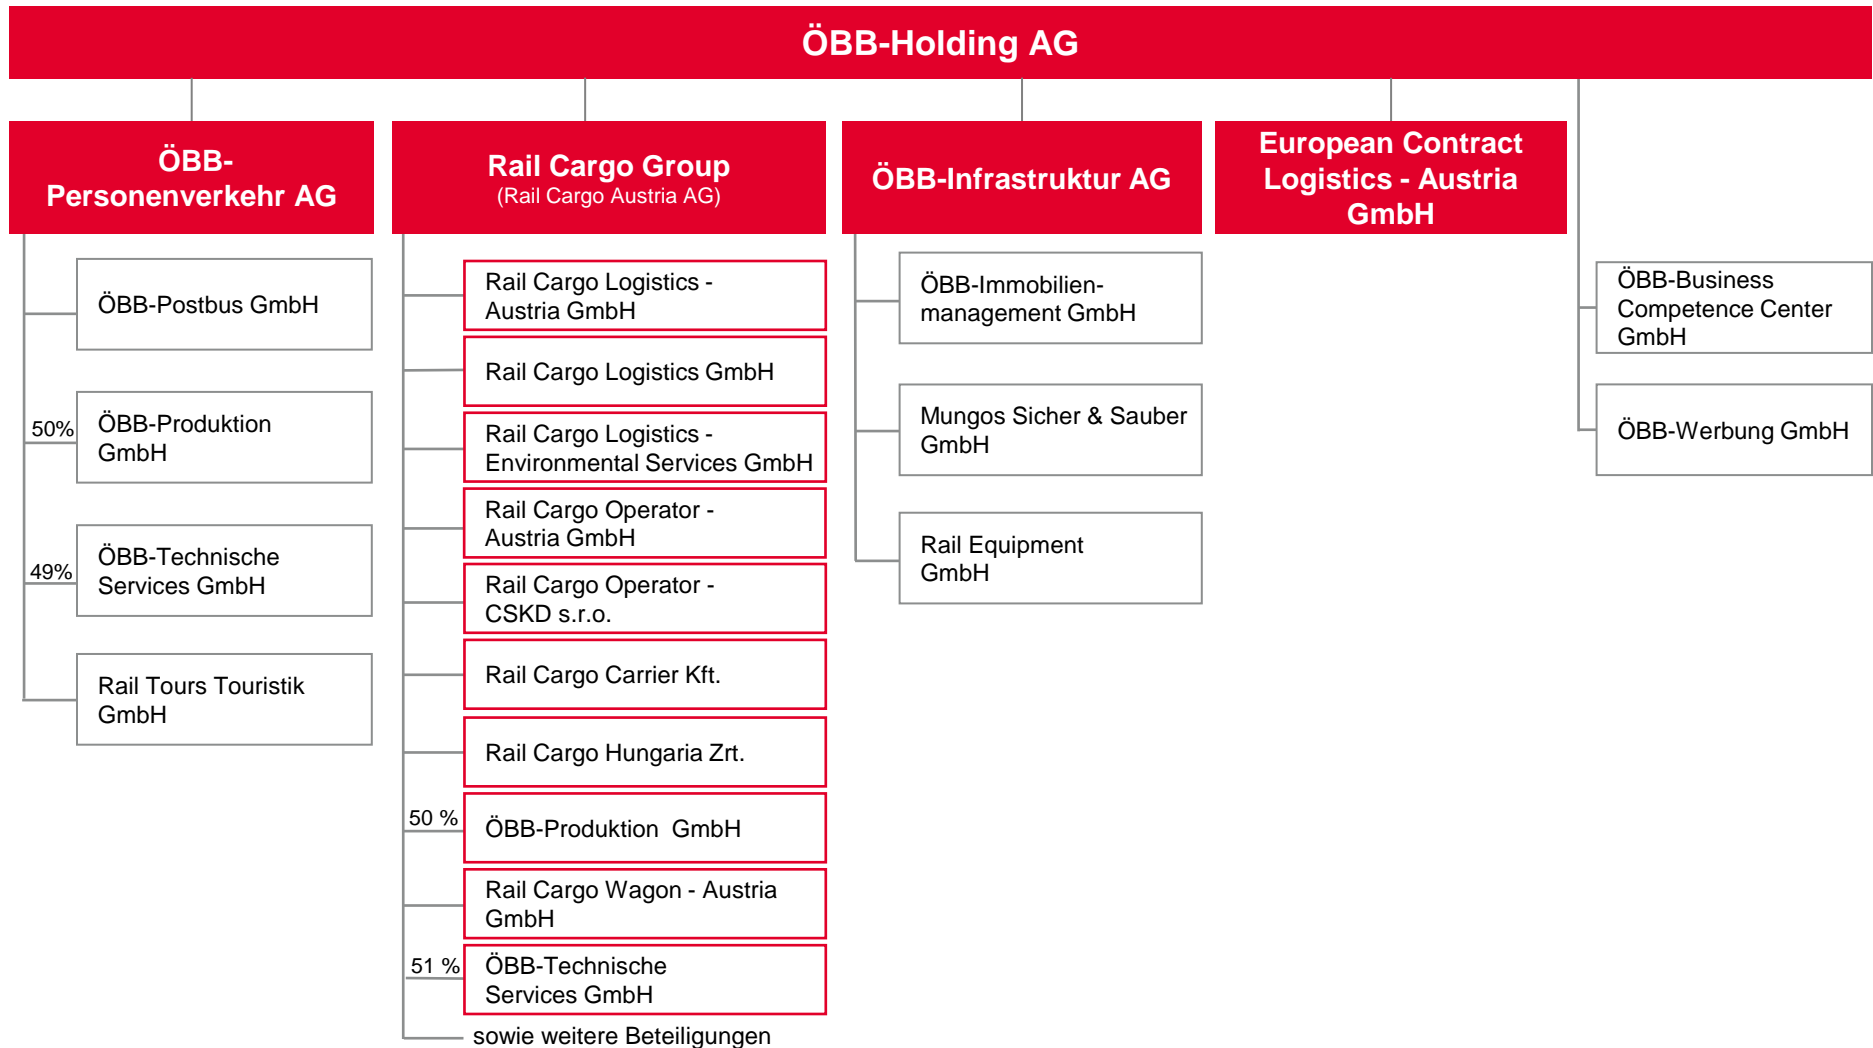 ÖBB-Holding AG
ÖBB-
Personenverkehr AG
ÖBB-Postbus GmbH
50%
ÖBB-Produktion
GmbH
49%
ÖBB-Technische
Services GmbH
Rail Tours Touristik
GmbH
Rail Cargo Group
(Rail Cargo Austria AG)
Rail Cargo Logistics -
Austria GmbH
Rail Cargo Logistics GmbH
Rail Cargo Logistics -
Environmental Services GmbH
Rail Cargo Operator -
Austria GmbH
Rail Cargo Operator -
CSKD s.r.o.
Rail Cargo Carrier Kft.
Rail Cargo Hungaria Zrt.
50 %
ÖBB-Produktion GmbH
Rail Cargo Wagon - Austria
GmbH
51 %
ÖBB-Technische
Services GmbH
sowie weitere Beteiligungen
ÖBB-Infrastruktur AG
ÖBB-Immobilien-
management GmbH
Mungos Sicher & Sauber
GmbH
Rail Equipment
GmbH
European Contract
Logistics - Austria
GmbH
ÖBB-Business
Competence Center
GmbH
ÖBB-Werbung GmbH